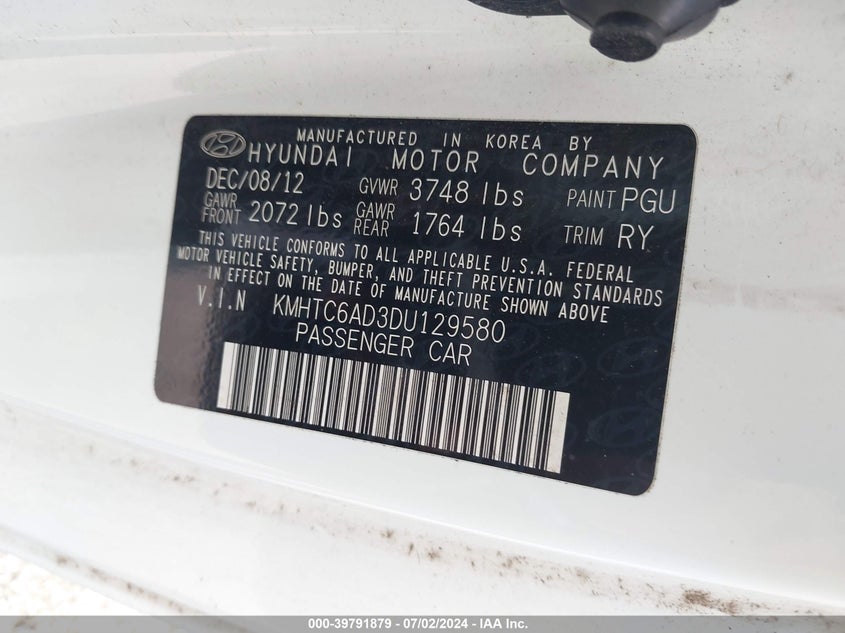 MANUFACTURED IN KOREA BY
HYUNDAI MOTOR COMPANY
DEC/08/12 GVWR 3748 lbs PAINT PGU
GAWR FRONT 2072 lbs GAWR REAR 1764 lbs TRIM RY
THIS VEHICLE CONFORMS TO ALL APPLICABLE U.S.A. FEDERAL
MOTOR VEHICLE SAFETY, BUMPER, AND THEFT PREVENTION STANDARDS
IN EFFECT ON THE DATE OF MANUFACTURE SHOWN ABOVE
V.I.N KMHTC6AD3DU129580
PASSENGER CAR
000-39791879 / 07/02/2024 - IAA Inc.